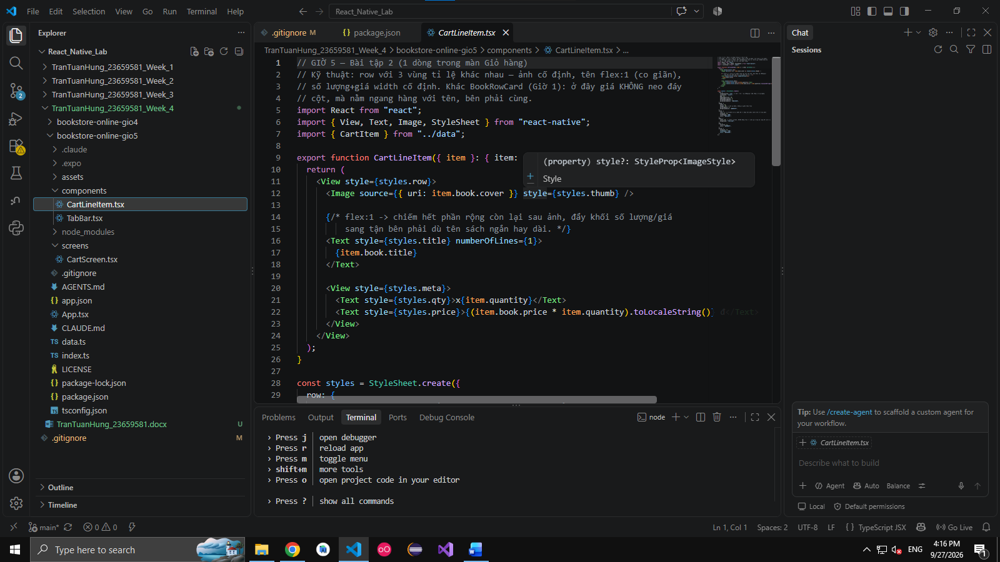 File Edit Selection View Go Run Terminal Help
React_Native_Lab
Explorer
React_Native_Lab
TranTuanHung_23659581_Week_1
TranTuanHung_23659581_Week_2
TranTuanHung_23659581_Week_3
TranTuanHung_23659581_Week_4
bookstore-online-gio4
bookstore-online-gio5
.claude
.expo
assets
components
CartLineItem.tsx
TabBar.tsx
node_modules
screens
CartScreen.tsx
.gitignore
AGENTS.md
app.json
App.tsx
CLAUDE.md
data.ts
index.ts
LICENSE
package-lock.json
package.json
tsconfig.json
TranTuanHung_23659581.docx U
.gitignore M
Outline
Timeline
2
.gitignore M package.json CartLineItem.tsx
TranTuanHung_23659581_Week_4 > bookstore-online-gio5 > components > CartLineItem.tsx > ...
1 // GIỜ 5 — Bài tập 2 (1 dòng trong màn Giỏ hàng)
2 // Kỹ thuật: row với 3 vùng tỉ lệ khác nhau — ảnh cố định, tên flex:1 (co giãn),
3 // số lượng+giá width cố định. Khác BookRowCard (Giờ 1): ở đây giá KHÔNG neo đáy
4 // cột, mà nằm ngang hàng với tên, bên phải cùng.
5 import React from "react";
6 import { View, Text, Image, StyleSheet } from "react-native";
7 import { CartItem } from "../data";
8
9 export function CartLineItem({ item }: { item:
10 return (
11 <View style={styles.row}>
12 <Image source={{ uri: item.book.cover }} style={styles.thumb} />
13
14 {/* flex:1 -> chiếm hết phần rộng còn lại sau ảnh, đẩy khối số lượng/giá
15 sang tận bên phải dù tên sách ngắn hay dài. */}
16 <Text style={styles.title} numberOfLines={1}>
17 {item.book.title}
18 </Text>
19
20 <View style={styles.meta}>
21 <Text style={styles.qty}>x{item.quantity}</Text>
22 <Text style={styles.price}>{(item.book.price * item.quantity).toLocaleString()} đ</Text>
23 </View>
24 </View>
25 );
26 }
27
28 const styles = StyleSheet.create({
29 row: {
(property) style?: StyleProp<ImageStyle>
Style
Problems Output Terminal Ports Debug Console
node
› Press j │ open debugger
› Press r │ reload app
› Press m │ toggle menu
› shift+m │ more tools
› Press o │ open project code in your editor
› Press ? │ show all commands
Chat
Sessions
Tip: Use /create-agent to scaffold a custom agent for
your workflow.
CartLineItem.tsx
Describe what to build
Agent Auto Balance
Local Default permissions
main* 0 0
Ln 1, Col 1 Spaces: 2 UTF-8 LF {} TypeScript JSX Go Live
Type here to search
ENG
4:16 PM
9/27/2026
1